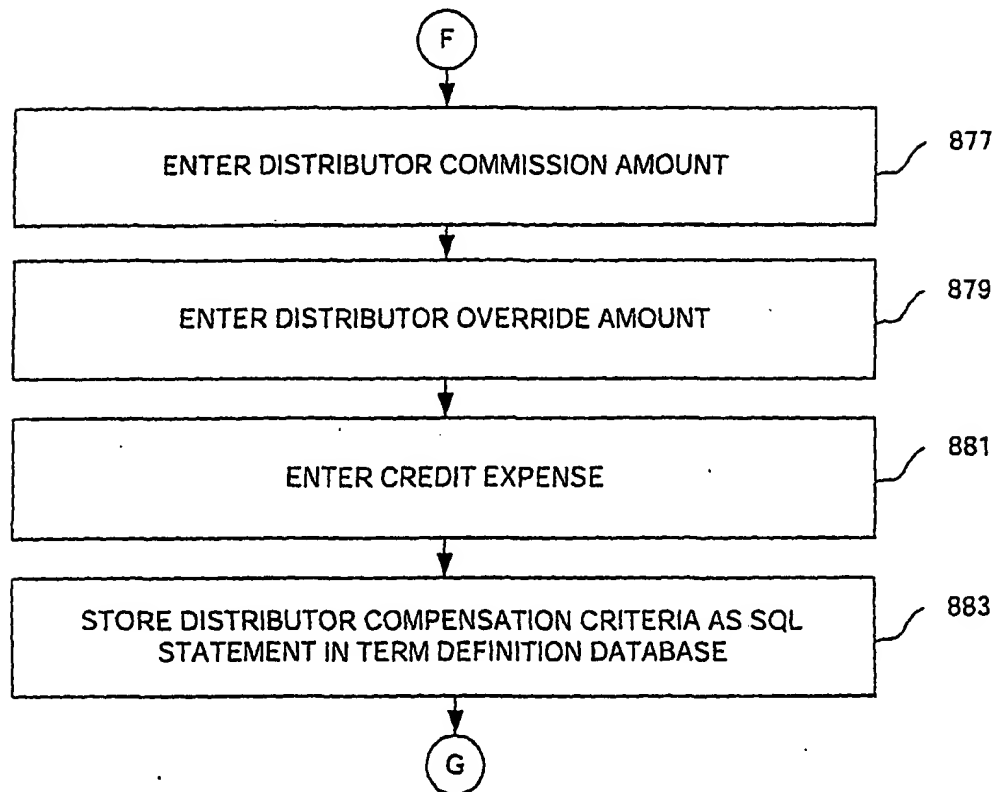 F
ENTER DISTRIBUTOR COMMISSION AMOUNT
877
ENTER DISTRIBUTOR OVERRIDE AMOUNT
879
ENTER CREDIT EXPENSE
881
STORE DISTRIBUTOR COMPENSATION CRITERIA AS SQL
STATEMENT IN TERM DEFINITION DATABASE
883
G